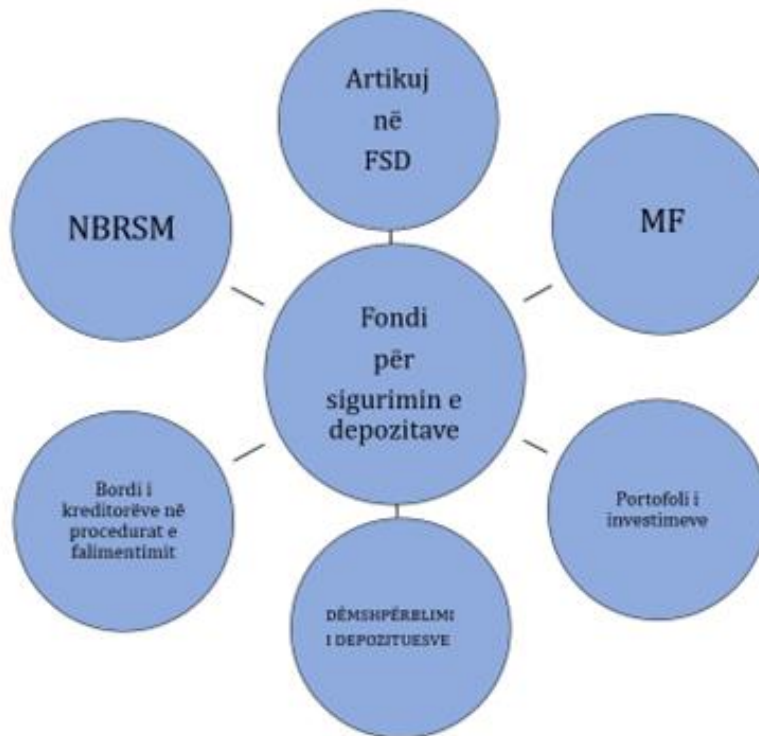 Artikuj
në
FSD
NBRSM
MF
Fondi
për
sigurimin e
depozitave
Bordi i
kreditorëve në
procedurat e
falimentimit
Portofoli i
investimeve
DËMSHPËRBLIMI
I DEPOZITUESVE